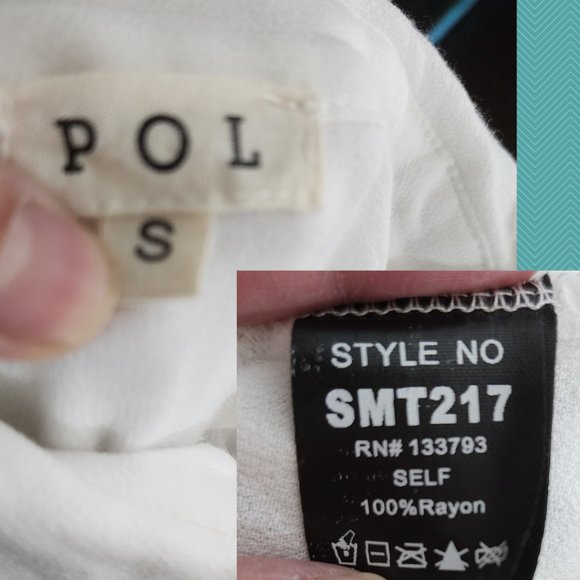 POL
S
STYLE NO
SMT217
RN# 133793
SELF
100%Rayon